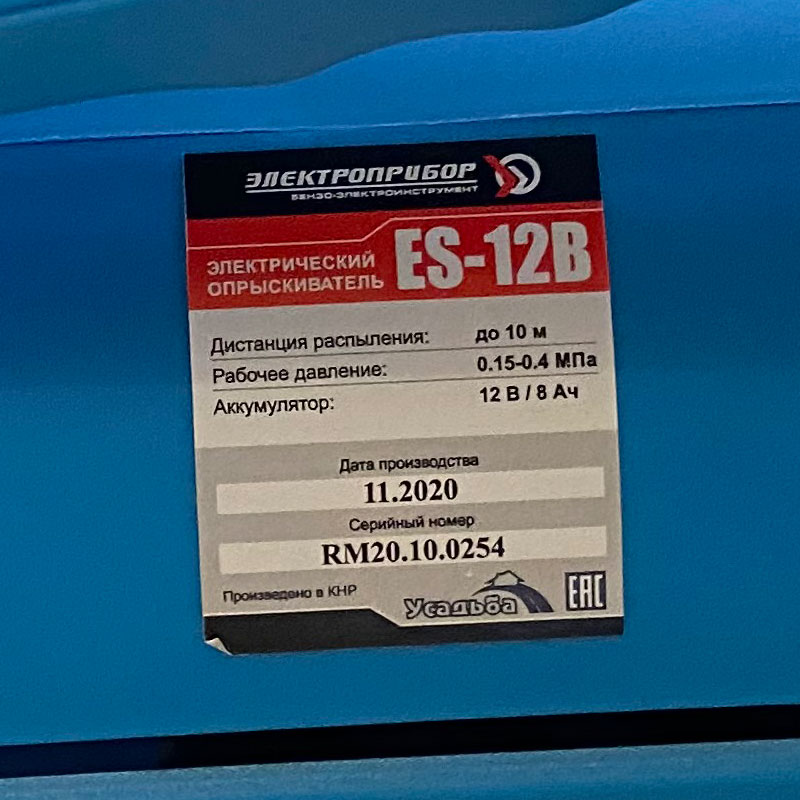 ЭЛЕКТРОПРИБОР
БЕНЗО-ЭЛЕКТРОИНСТРУМЕНТ
ЭЛЕКТРИЧЕСКИЙ
ОПРЫСКИВАТЕЛЬ
ES-12B
Дистанция распыления: до 10 м
Рабочее давление: 0.15-0.4 МПа
Аккумулятор: 12 В / 8 Ач
Дата производства
11.2020
Серийный номер
RM20.10.0254
Произведено в КНР
Усадьба
ЕАС